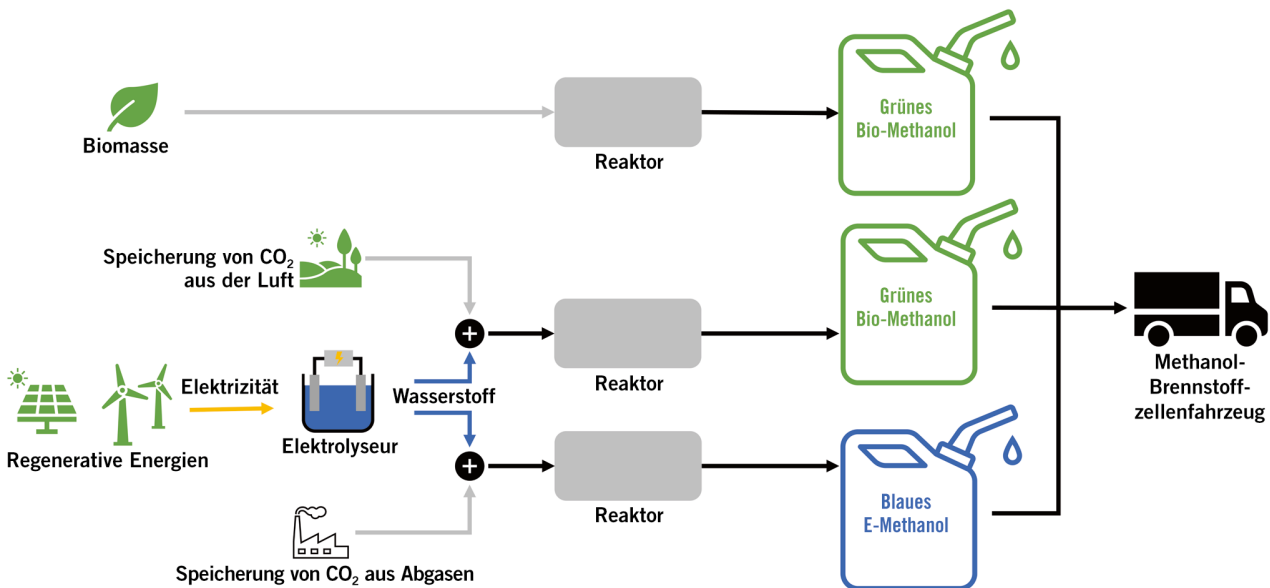 Biomasse
Reaktor
Grünes
Bio-Methanol
Speicherung von CO₂
aus der Luft
Reaktor
Grünes
Bio-Methanol
Regenerative Energien
Elektrizität
Elektrolyseur
Wasserstoff
Methanol-
Brennstoff-
zellenfahrzeug
Reaktor
Blaues
E-Methanol
Speicherung von CO₂ aus Abgasen